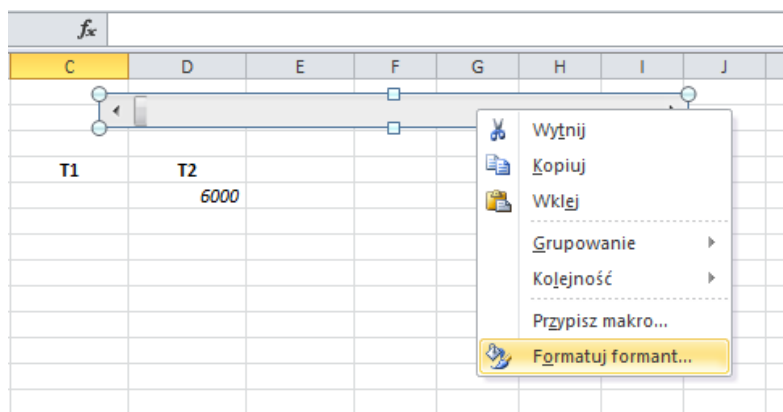 fx
C D E F G H I J
T1 T2
6000
Wytnij
Kopiuj
Wklej
Grupowanie
Kolejność
Przypisz makro...
Formatuj formant...